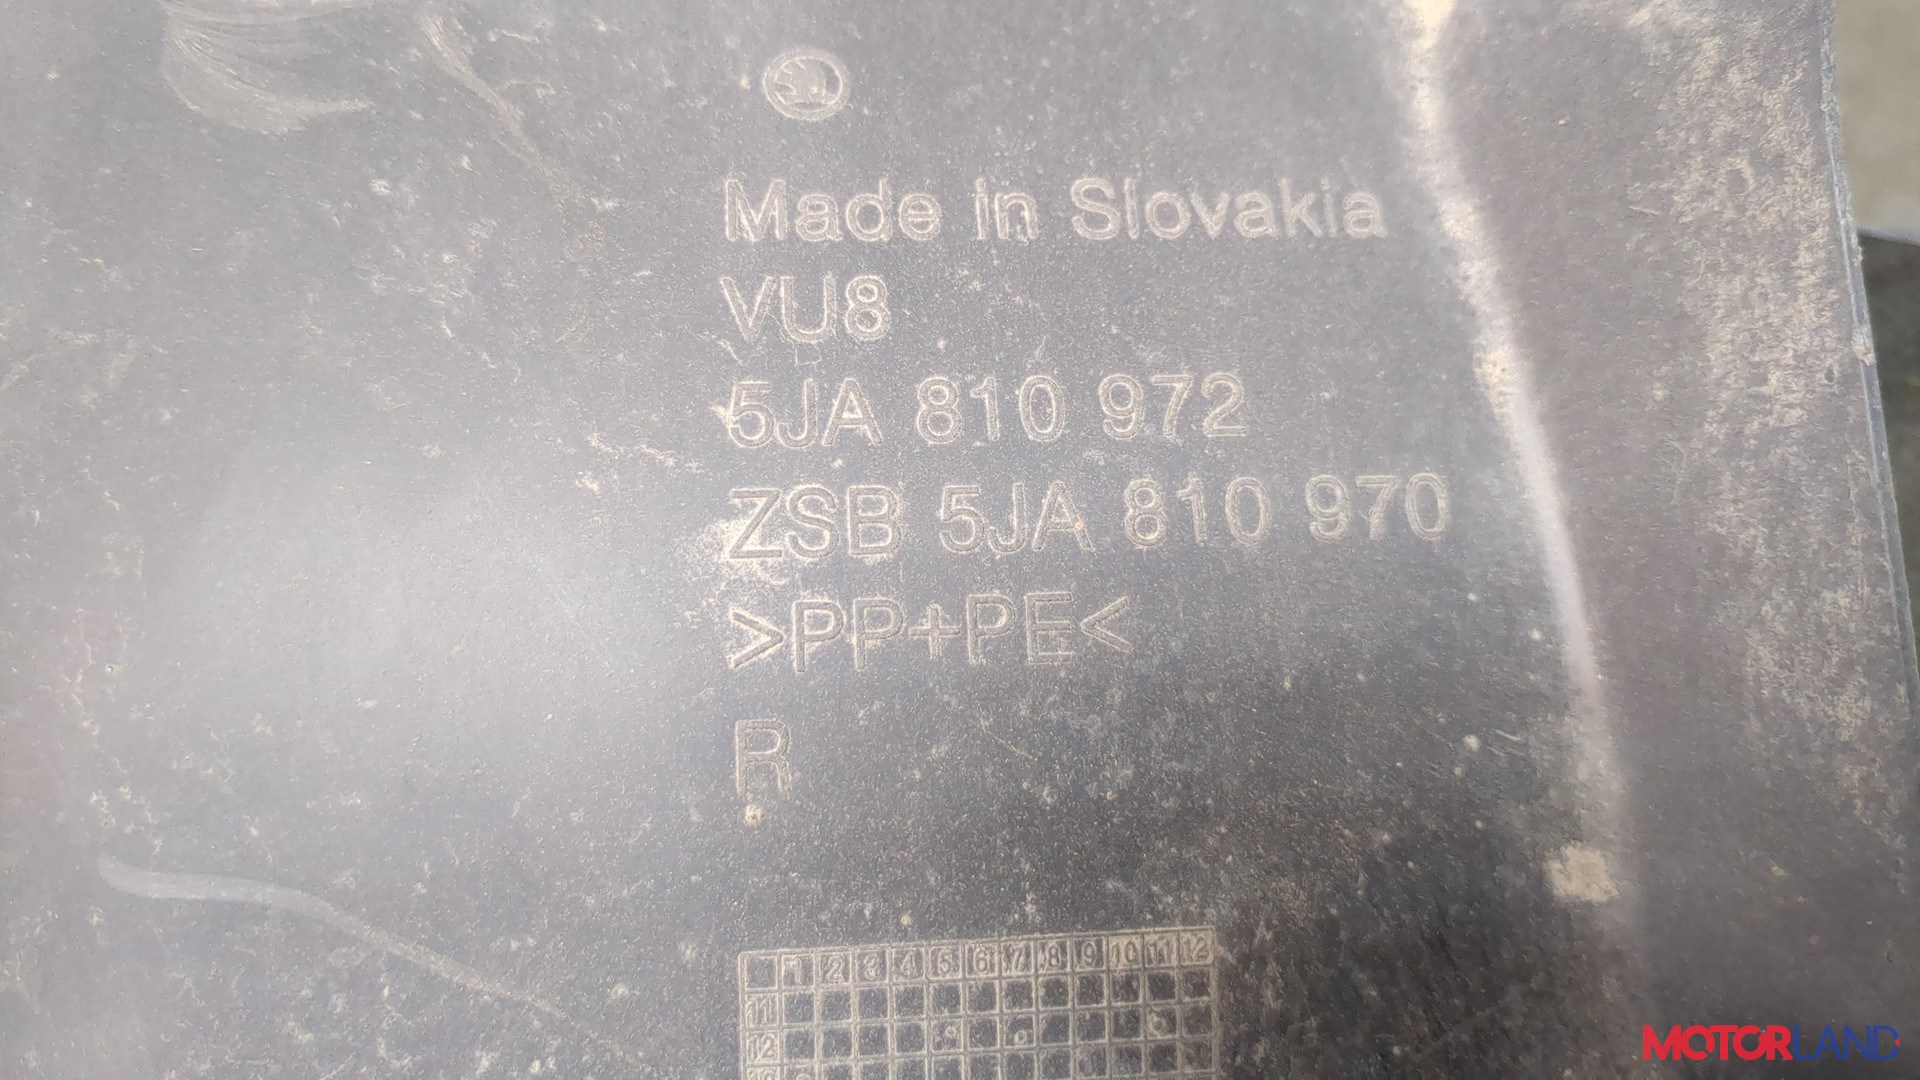 Made in Slovakia
VU8
5JA 810 972
ZSB 5JA 810 970
>PP+PE<
R
1 2 3 4 5 6 7 8 9 10 11 12
11
12
MOTORLAND